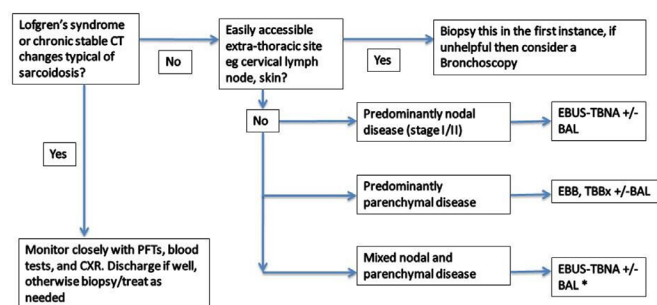 Lofgren's syndrome
or chronic stable CT
changes typical of
sarcoidosis?
No
Easily accessible
extra-thoracic site
eg cervical lymph
node, skin?
Yes
Biopsy this in the first instance, if
unhelpful then consider a
Bronchoscopy
No
Predominantly nodal
disease (stage I/II)
EBUS-TBNA +/-
BAL
Yes
Predominantly
parenchymal disease
EBB, TBBx +/-BAL
Monitor closely with PFTs, blood
tests, and CXR. Discharge if well,
otherwise biopsy/treat as
needed
Mixed nodal and
parenchymal disease
EBUS-TBNA +/-
BAL *